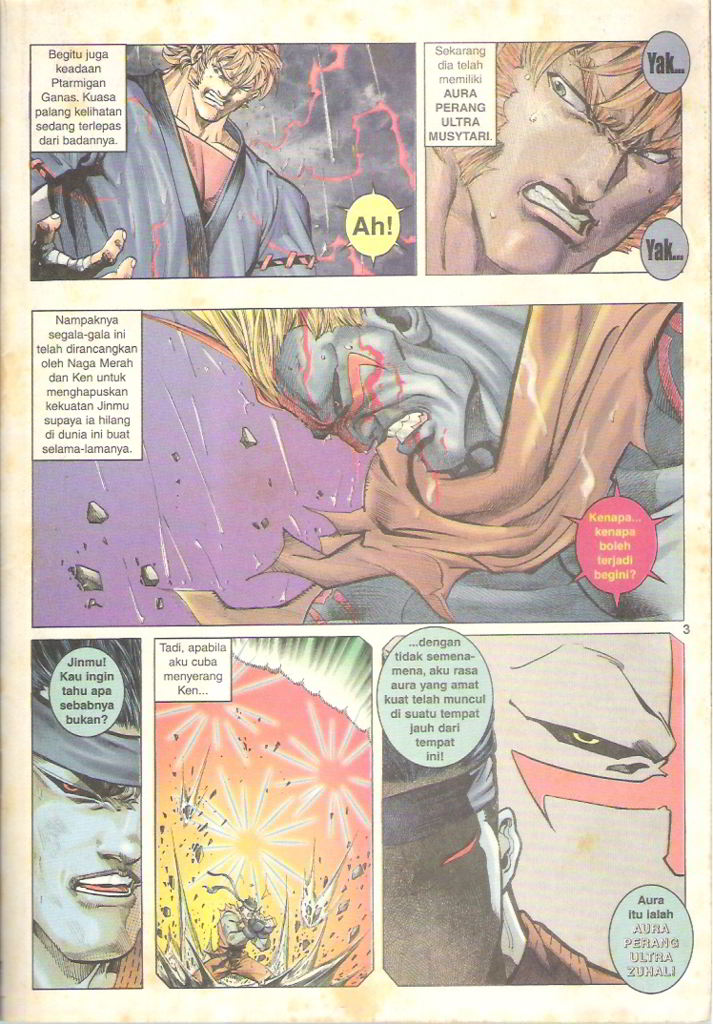 Begitu juga
keadaan
Ptarmigan
Ganas. Kuasa
palang kelihatan
sedang terlepas
dari badannya.
Ah!
Sekarang
dia telah
memiliki
AURA
PERANG
ULTRA
MUSYTARI.
Yak...
Yak...
Nampaknya
segala-gala ini
telah dirancangkan
oleh Naga Merah
dan Ken untuk
menghapuskan
kekuatan Jinmu
supaya ia hilang
di dunia ini buat
selama-lamanya.
Kenapa...
kenapa
boleh
terjadi
begini?
3
Jinmu!
Kau ingin
tahu apa
sebabnya
bukan?
Tadi, apabila
aku cuba
menyerang
Ken...
...dengan
tidak semena-
mena, aku rasa
aura yang amat
kuat telah muncul
di suatu tempat
jauh dari
tempat
ini!
Aura
itu ialah
AURA
PERANG
ULTRA
ZUHAL!